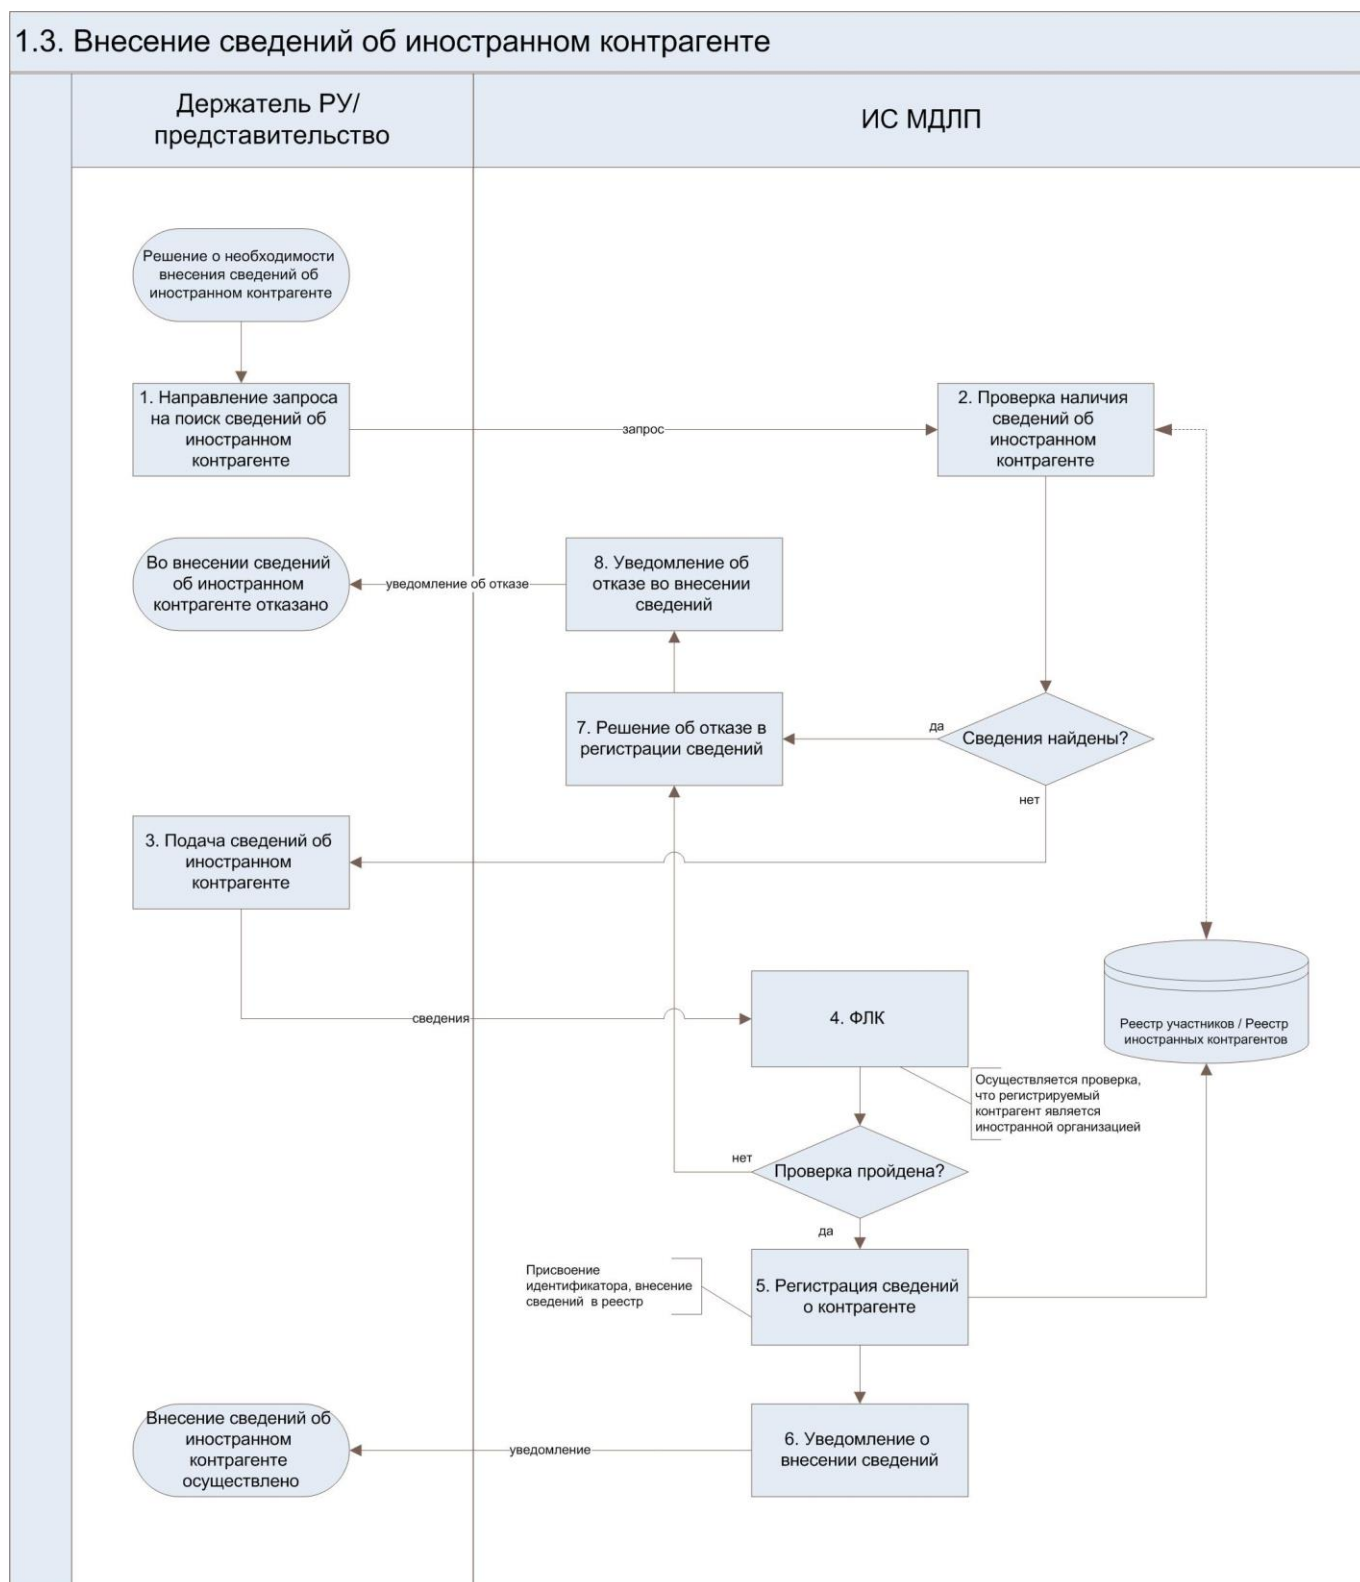 1.3. Внесение сведений об иностранном контрагенте
Держатель РУ/
представительство
ИС МДЛП
Решение о необходимости
внесения сведений об
иностранном контрагенте
1. Направление запроса
на поиск сведений об
иностранном
контрагенте
запрос
2. Проверка наличия
сведений об
иностранном
контрагенте
Во внесении сведений
об иностранном
контрагенте отказано
уведомление об отказе
8. Уведомление об
отказе во внесении
сведений
7. Решение об отказе в
регистрации сведений
да
Сведения найдены?
нет
3. Подача сведений об
иностранном
контрагенте
сведения
4. ФЛК
Реестр участников / Реестр
иностранных контрагентов
Осуществляется проверка,
что регистрируемый
контрагент является
иностранной организацией
нет
Проверка пройдена?
да
Присвоение
идентификатора, внесение
сведений в реестр
5. Регистрация сведений
о контрагенте
Внесение сведений об
иностранном
контрагенте
осуществлено
уведомление
6. Уведомление о
внесении сведений